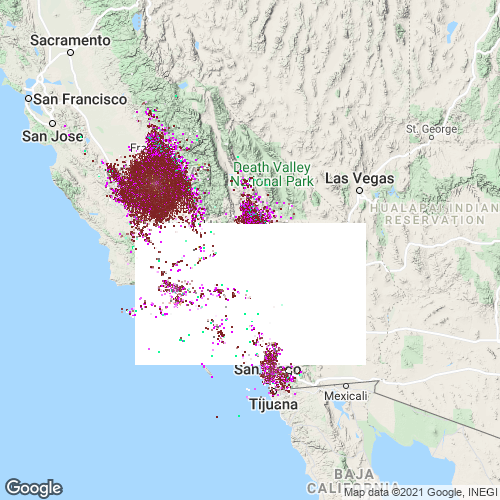 Sacramento
San Francisco
San Jose
Fr
St. George
Death Valley
National Park
Las Vegas
HUALAPAI INDIAN
RESERVATION
San
Mexicali
Tijuana
BAJA
CALIFORNIA
Google
Google
Map data ©2021 Google, INEGI